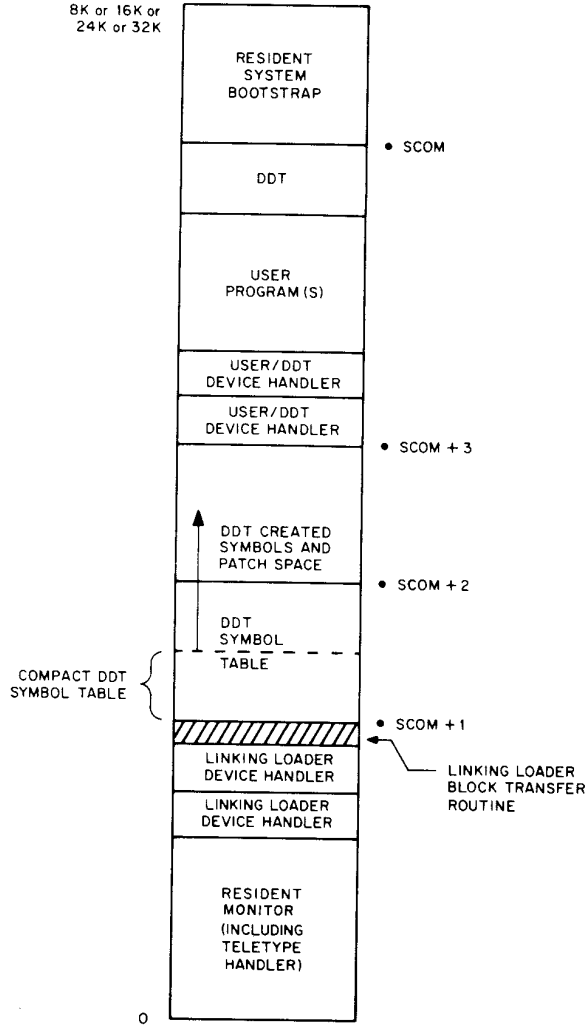 8K or 16K or
24K or 32K
RESIDENT
SYSTEM
BOOTSTRAP
• SCOM
DDT
USER
PROGRAM(S)
USER/DDT
DEVICE HANDLER
USER/DDT
DEVICE HANDLER
• SCOM + 3
DDT CREATED
SYMBOLS AND
PATCH SPACE
• SCOM + 2
DDT
SYMBOL
TABLE
COMPACT DDT
SYMBOL TABLE
• SCOM + 1
LINKING LOADER
DEVICE HANDLER
LINKING LOADER
BLOCK TRANSFER
ROUTINE
LINKING LOADER
DEVICE HANDLER
RESIDENT
MONITOR
(INCLUDING
TELETYPE
HANDLER)
0